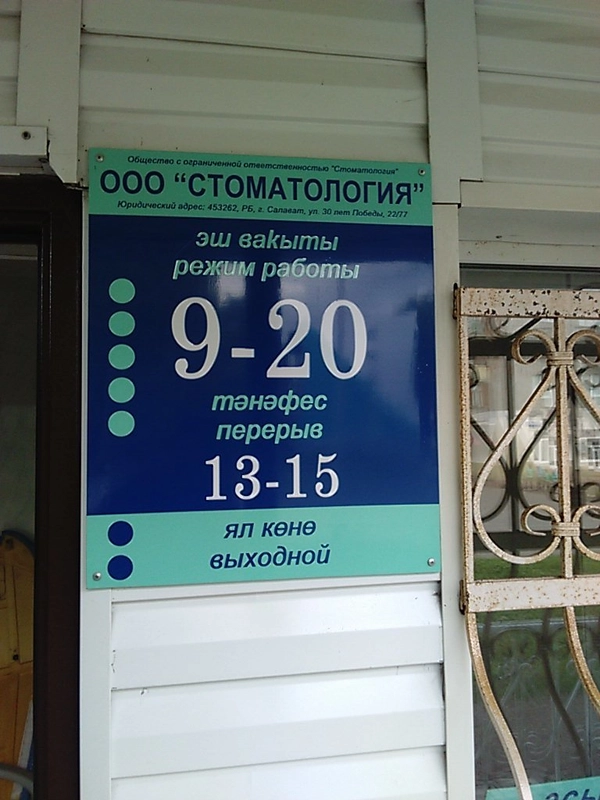 Общество с ограниченной ответственностью "Стоматология"
ООО "СТОМАТОЛОГИЯ"
Юридический адрес: 453262, РБ, г. Салават, ул. 30 лет Победы, 22/77
эш ваҡыты
режим работы
9-20
тәнәфес
перерыв
13-15
ял көнө
выходной